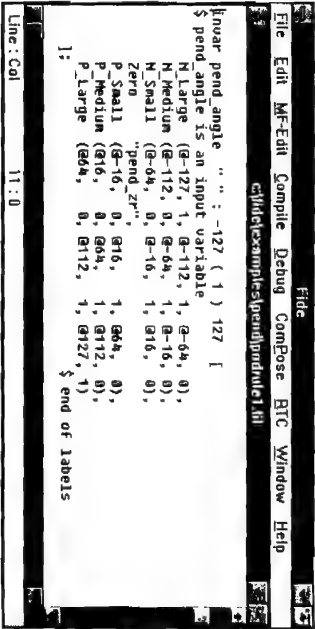 Fide
File Edit MF-Edit Compile Debug ComPose RTC Window Help
c:\fide\examples\pend\pndrule1.fil
invar pend_angle " " : -127 ( 1 ) 127 [
$ pend_angle is an input variable
N_Large (@-127, 1, @-112, 1, @-64, 0),
N_Medium (@-112, 0, @-64, 1, @-16, 0),
N_Small (@-64, 0, @-16, 1, @16, 0),
Zero "pend_zr",
P_Small (@-16, 0, @16, 1, @64, 0),
P_Medium (@16, 0, @64, 1, @112, 0),
P_Large (@64, 0, @112, 1, @127, 1)
]; $ end of labels
Line : Col 11 : 0